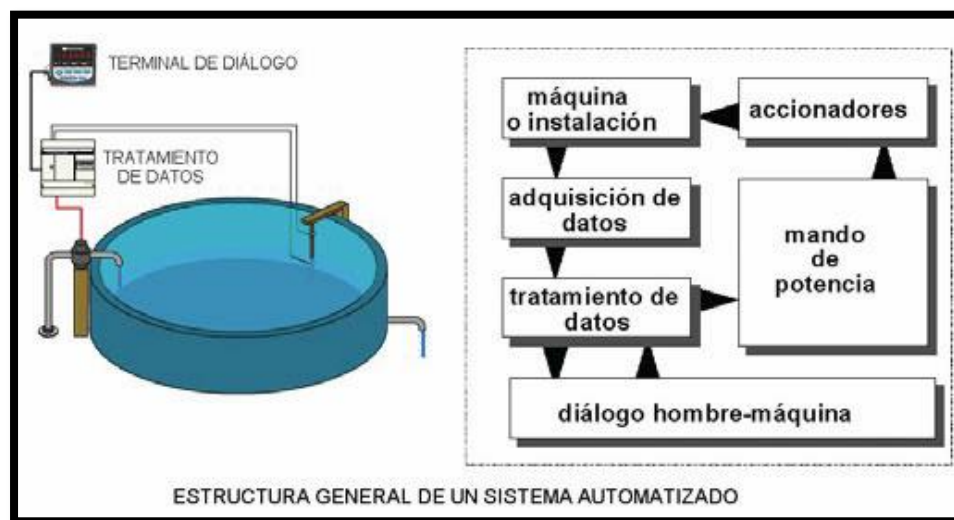 TERMINAL DE DIÁLOGO
TRATAMIENTO
DE DATOS
máquina
o instalación
accionadores
adquisición de
datos
mando
de
potencia
tratamiento de
datos
diálogo hombre-máquina
ESTRUCTURA GENERAL DE UN SISTEMA AUTOMATIZADO